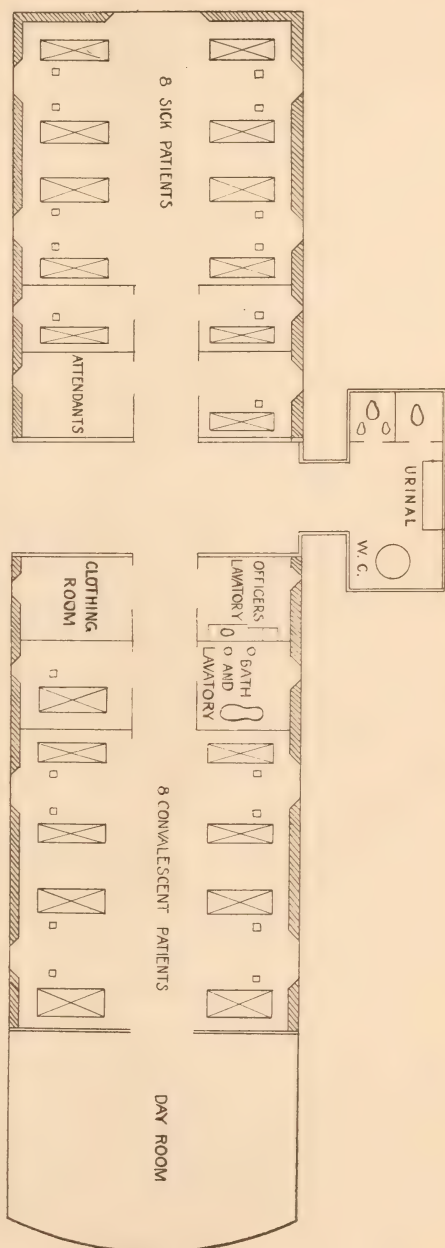 8 SICK PATIENTS
ATTENDANTS
URINAL
W. C.
CLOTHING
ROOM
OFFICERS
LAVATORY
BATH
AND
LAVATORY
8 CONVALESCENT PATIENTS
DAY ROOM